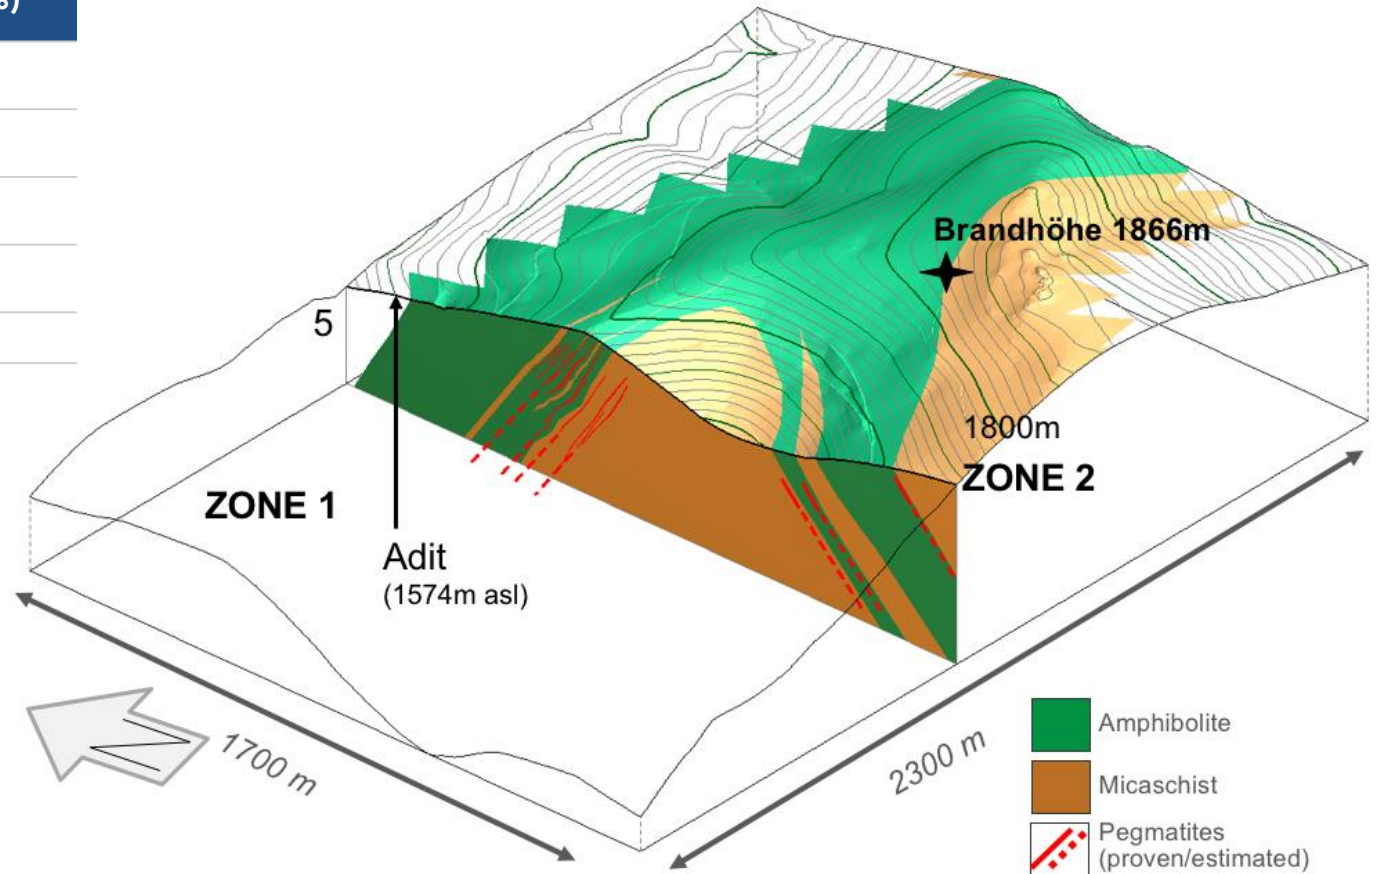 )
Brandhöhe 1866m
5
1800m
ZONE 2
ZONE 1
Adit
(1574m asl)
N
1700 m
2300 m
Amphibolite
Micaschist
Pegmatites
(proven/estimated)